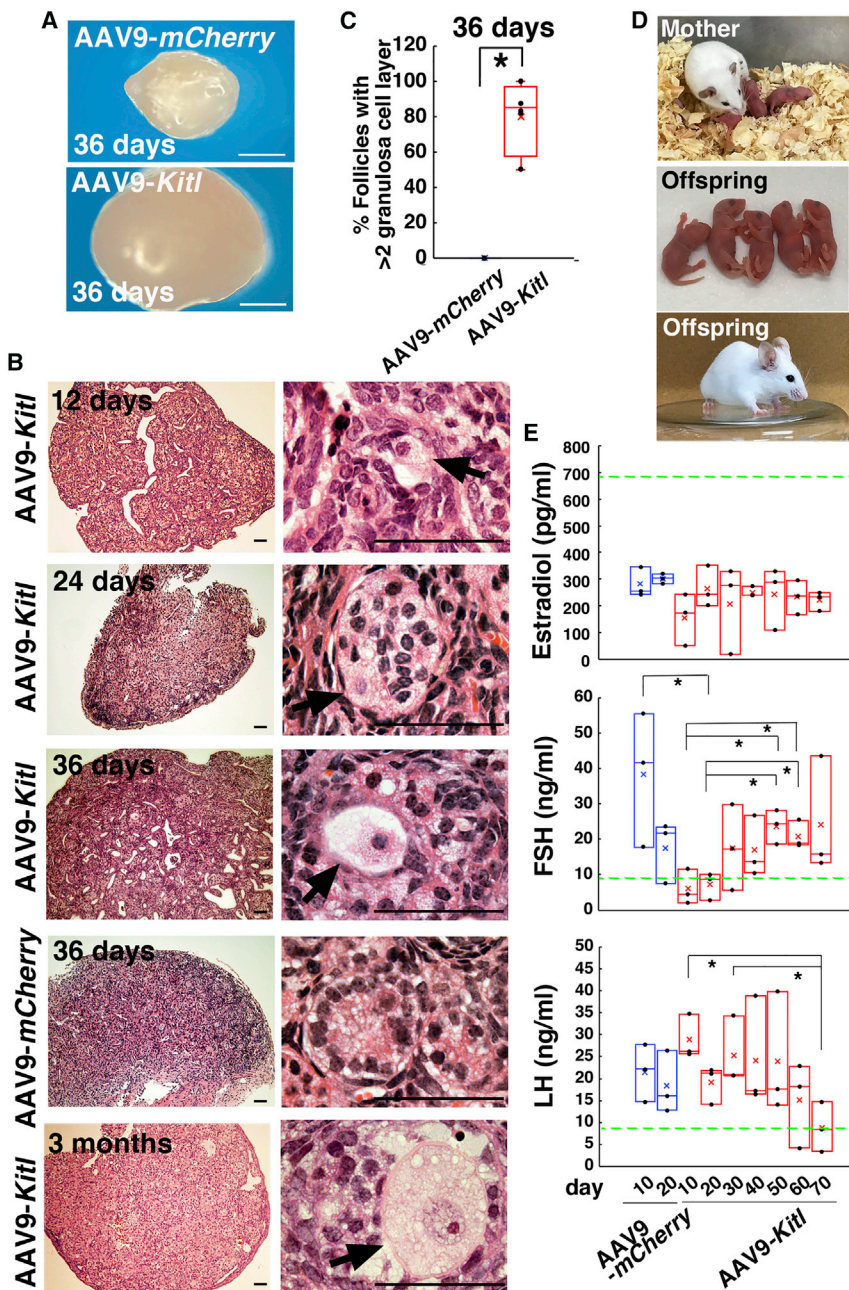 A
AAV9-mCherry
36 days
AAV9-Kitl
36 days
C
36 days
*
120
100
80
60
40
20
0
% Follicles with
>2 granulosa cell layer
AAV9-mCherry
AAV9-Kitl
D
Mother
Offspring
Offspring
B
AAV9-Kitl
12 days
AAV9-Kitl
24 days
AAV9-Kitl
36 days
AAV9-mCherry
36 days
AAV9-Kitl
3 months
E
Estradiol (pg/ml)
800
700
600
500
400
300
200
100
0
FSH (ng/ml)
60
50
40
30
20
10
0
*
*
*
*
*
LH (ng/ml)
50
45
40
35
30
25
20
15
10
5
0
*
*
day
10
20
10
20
30
40
50
60
70
AAV9
-mCherry
AAV9-Kitl